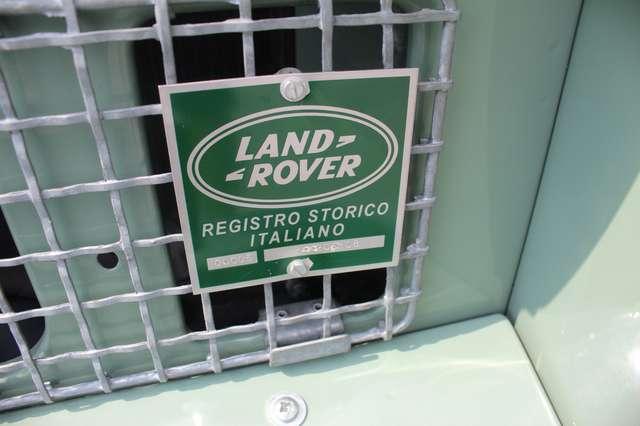 LAND-
-ROVER
REGISTRO STORICO
ITALIANO